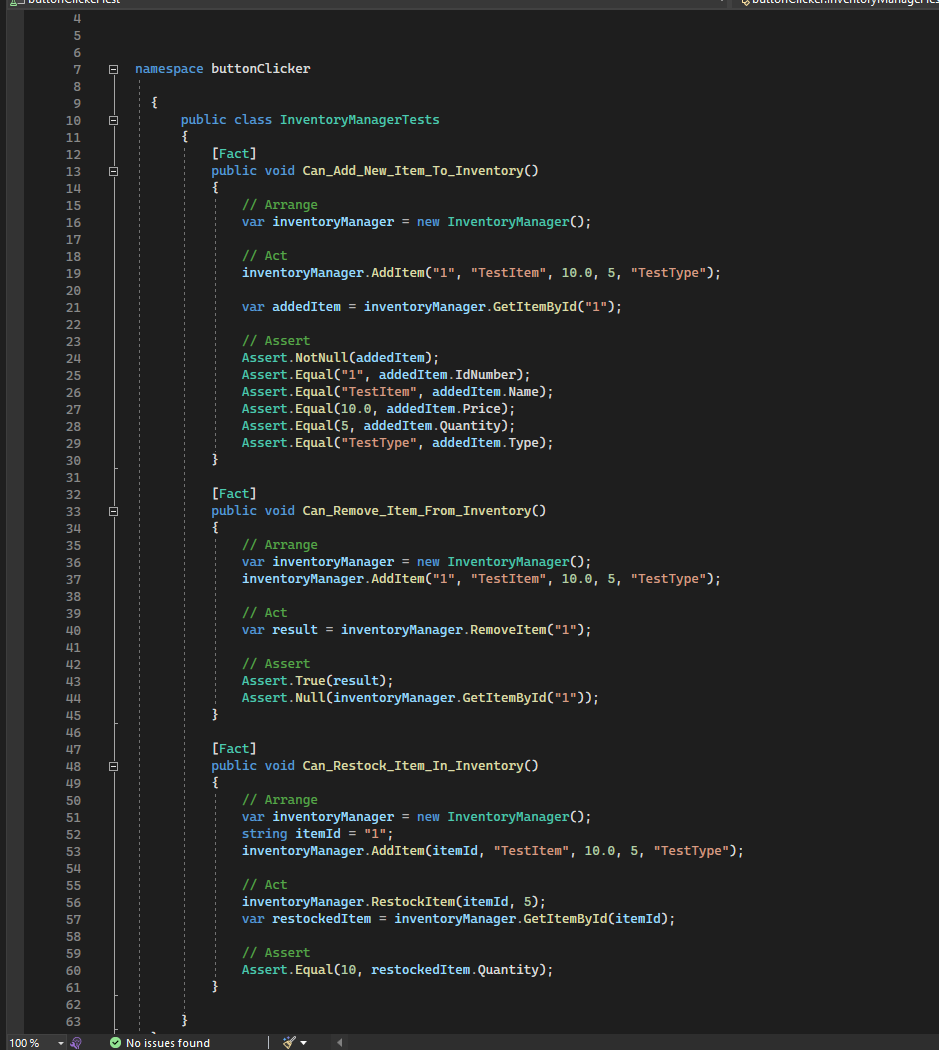 buttonClickerTest buttonClicker.InventoryManagerTes
4
5
6
7 namespace buttonClicker
8
9 {
10 public class InventoryManagerTests
11 {
12 [Fact]
13 public void Can_Add_New_Item_To_Inventory()
14 {
15 // Arrange
16 var inventoryManager = new InventoryManager();
17
18 // Act
19 inventoryManager.AddItem("1", "TestItem", 10.0, 5, "TestType");
20
21 var addedItem = inventoryManager.GetItemById("1");
22
23 // Assert
24 Assert.NotNull(addedItem);
25 Assert.Equal("1", addedItem.IdNumber);
26 Assert.Equal("TestItem", addedItem.Name);
27 Assert.Equal(10.0, addedItem.Price);
28 Assert.Equal(5, addedItem.Quantity);
29 Assert.Equal("TestType", addedItem.Type);
30 }
31
32 [Fact]
33 public void Can_Remove_Item_From_Inventory()
34 {
35 // Arrange
36 var inventoryManager = new InventoryManager();
37 inventoryManager.AddItem("1", "TestItem", 10.0, 5, "TestType");
38
39 // Act
40 var result = inventoryManager.RemoveItem("1");
41
42 // Assert
43 Assert.True(result);
44 Assert.Null(inventoryManager.GetItemById("1"));
45 }
46
47 [Fact]
48 public void Can_Restock_Item_In_Inventory()
49 {
50 // Arrange
51 var inventoryManager = new InventoryManager();
52 string itemId = "1";
53 inventoryManager.AddItem(itemId, "TestItem", 10.0, 5, "TestType");
54
55 // Act
56 inventoryManager.RestockItem(itemId, 5);
57 var restockedItem = inventoryManager.GetItemById(itemId);
58
59 // Assert
60 Assert.Equal(10, restockedItem.Quantity);
61 }
62
63 }
100 % No issues found